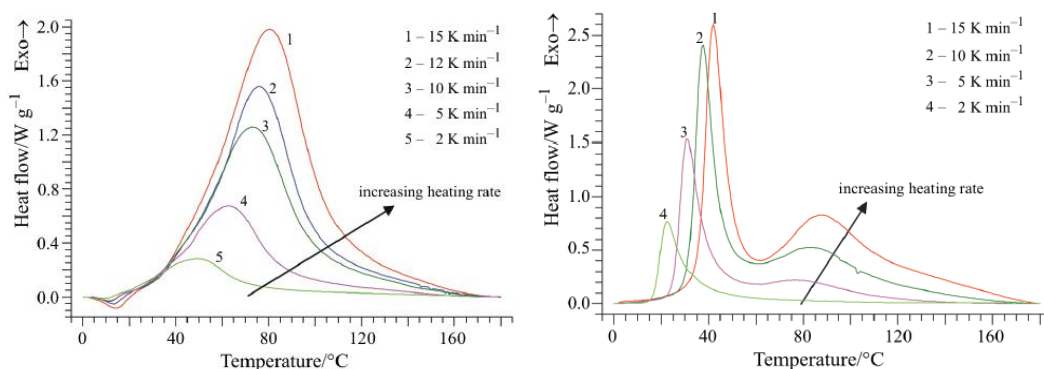 Exo→
Heat flow/W g⁻¹
2.0
1.6
1.2
0.8
0.4
0.0
0
40
80
120
160
Temperature/°C
1
2
3
4
5
1 – 15 K min⁻¹
2 – 12 K min⁻¹
3 – 10 K min⁻¹
4 – 5 K min⁻¹
5 – 2 K min⁻¹
increasing heating rate
Exo→
Heat flow/W g⁻¹
2.5
2.0
1.5
1.0
0.5
0.0
0
40
80
120
160
Temperature/°C
1
2
3
4
1 – 15 K min⁻¹
2 – 10 K min⁻¹
3 – 5 K min⁻¹
4 – 2 K min⁻¹
increasing heating rate